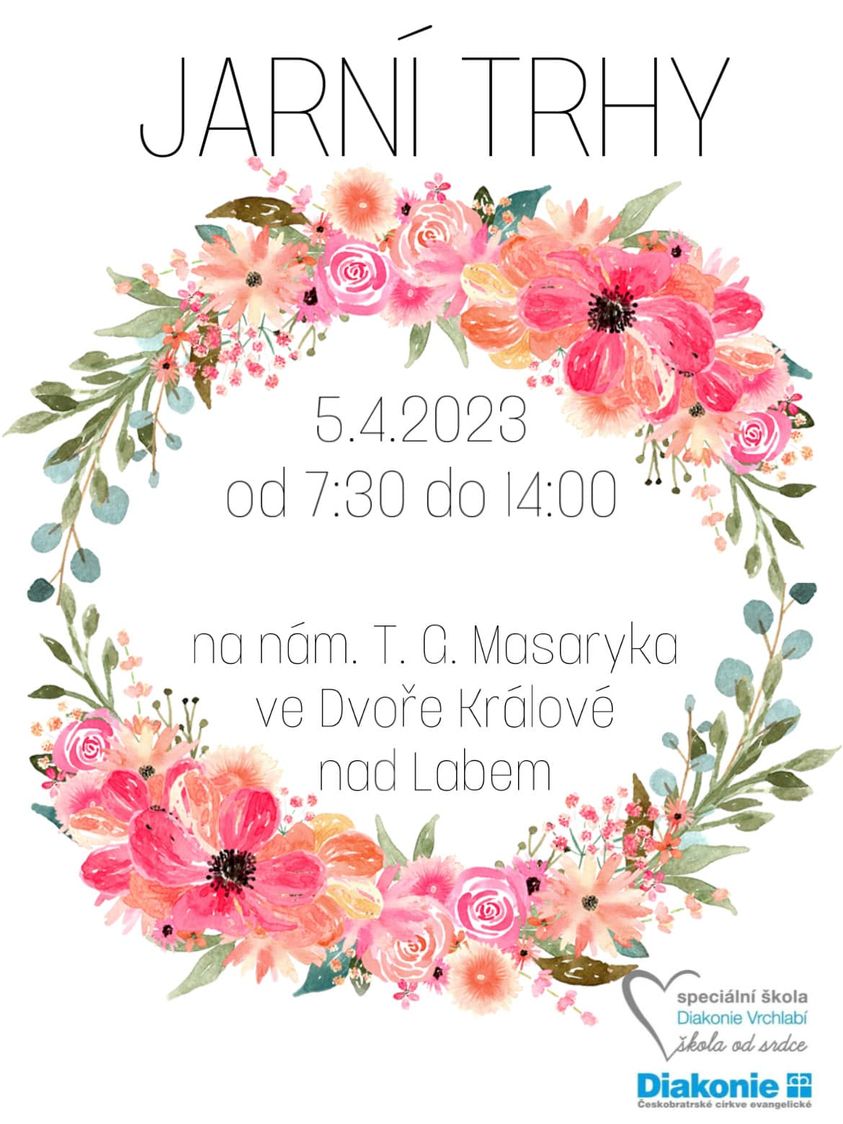 JARNÍ TRHY
5.4.2023
od 7:30 do 14:00
na nám. T. G. Masaryka
ve Dvoře Králové
nad Labem
speciální škola
Diakonie Vrchlabí
škola od srdce
Diakonie
Českobratrské církve evangelické